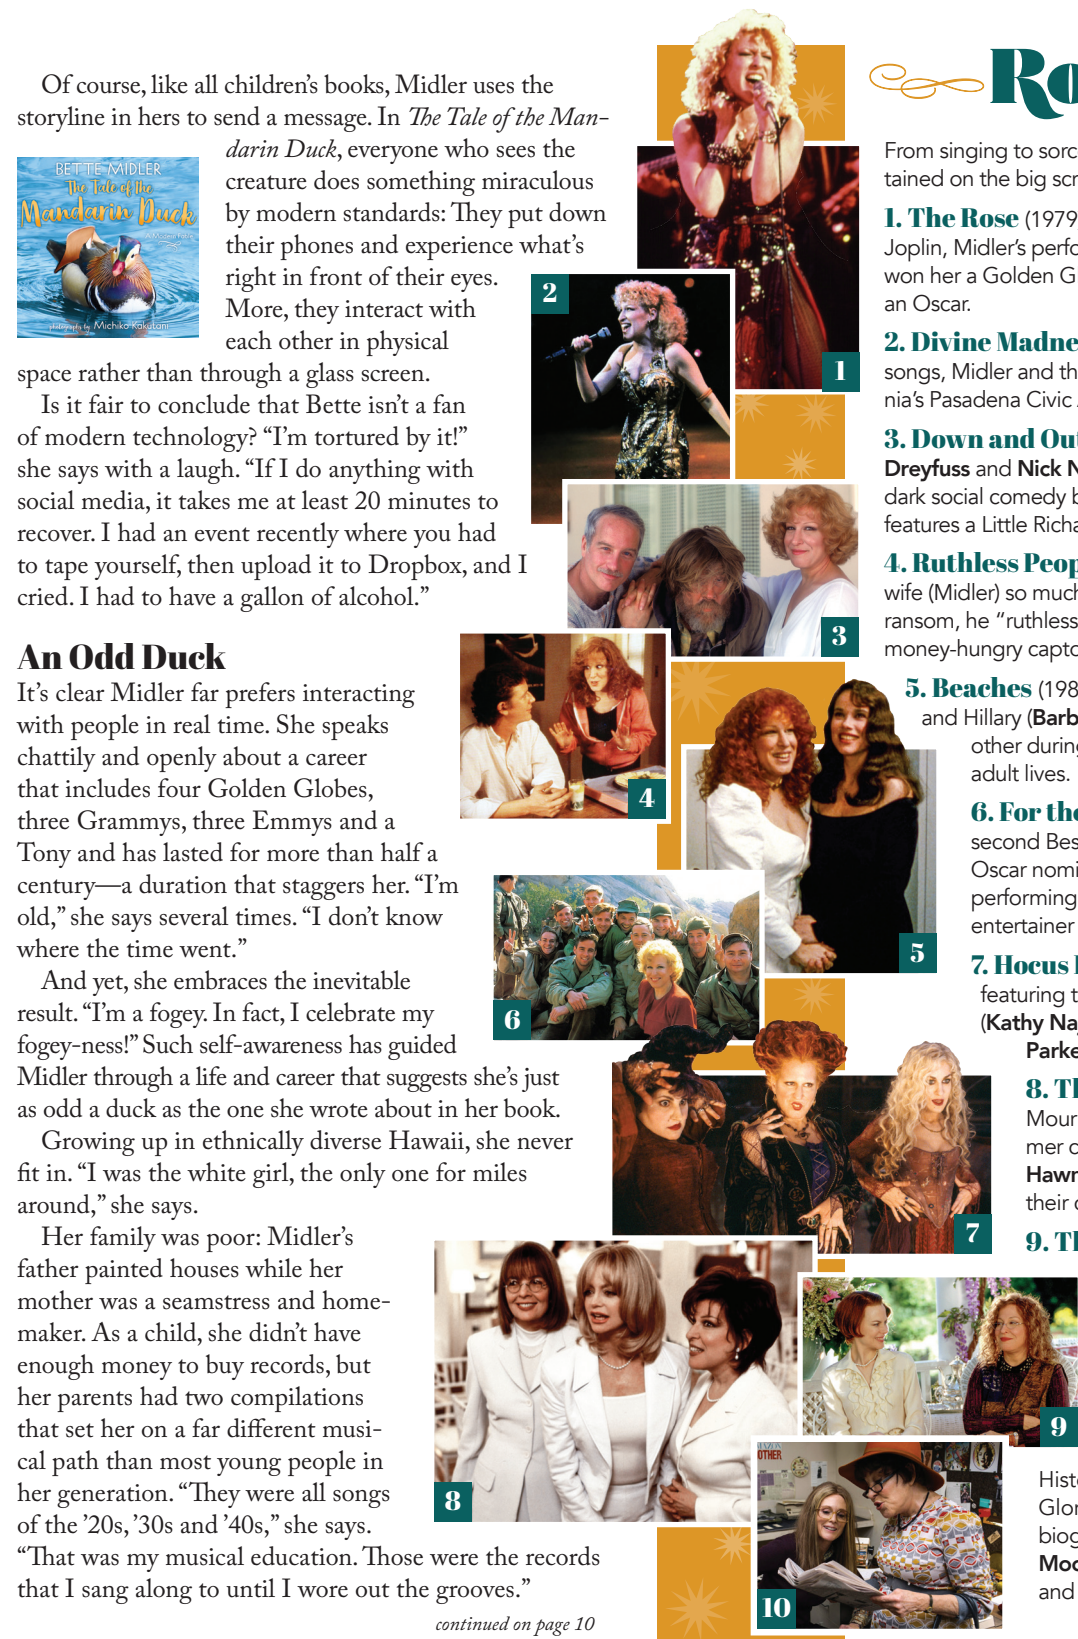 Of course, like all children’s books, Midler uses the
storyline in hers to send a message. In The Tale of the Man-
darin Duck, everyone who sees the
creature does something miraculous
by modern standards: They put down
their phones and experience what’s
right in front of their eyes.
More, they interact with
each other in physical
space rather than through a glass screen.
BETTE MIDLER
The Tale of the
Mandarin Duck
A Modern Fable
photographs by Michiko Kakutani
Is it fair to conclude that Bette isn’t a fan
of modern technology? “I’m tortured by it!”
she says with a laugh. “If I do anything with
social media, it takes me at least 20 minutes to
recover. I had an event recently where you had
to tape yourself, then upload it to Dropbox, and I
cried. I had to have a gallon of alcohol.”
An Odd Duck
It’s clear Midler far prefers interacting
with people in real time. She speaks
chattily and openly about a career
that includes four Golden Globes,
three Grammys, three Emmys and a
Tony and has lasted for more than half a
century—a duration that staggers her. “I’m
old,” she says several times. “I don’t know
where the time went.”
And yet, she embraces the inevitable
result. “I’m a fogey. In fact, I celebrate my
fogey-ness!” Such self-awareness has guided
Midler through a life and career that suggests she’s just
as odd a duck as the one she wrote about in her book.
Growing up in ethnically diverse Hawaii, she never
fit in. “I was the white girl, the only one for miles
around,” she says.
Her family was poor: Midler’s
father painted houses while her
mother was a seamstress and home-
maker. As a child, she didn’t have
enough money to buy records, but
her parents had two compilations
that set her on a far different musi-
cal path than most young people in
her generation. “They were all songs
of the ’20s, ’30s and ’40s,” she says.
“That was my musical education. Those were the records
that I sang along to until I wore out the grooves.”
continued on page 10
1
2
3
4
5
6
7
8
9
10
OTHER
Ro
From singing to sorc
tained on the big scr
1. The Rose (1979
Joplin, Midler’s perfo
won her a Golden G
an Oscar.
2. Divine Madne
songs, Midler and th
nia’s Pasadena Civic
3. Down and Out
Dreyfuss and Nick N
dark social comedy b
features a Little Richa
4. Ruthless Peop
wife (Midler) so much
ransom, he “ruthless
money-hungry capto
5. Beaches (198
and Hillary (Barb
other during
adult lives.
6. For the
second Bes
Oscar nomi
performing
entertainer
7. Hocus
featuring t
(Kathy Naj
Parke
8. Th
Mour
mer c
Hawn
their
9. Th
Histo
Glor
biog
Moo
and